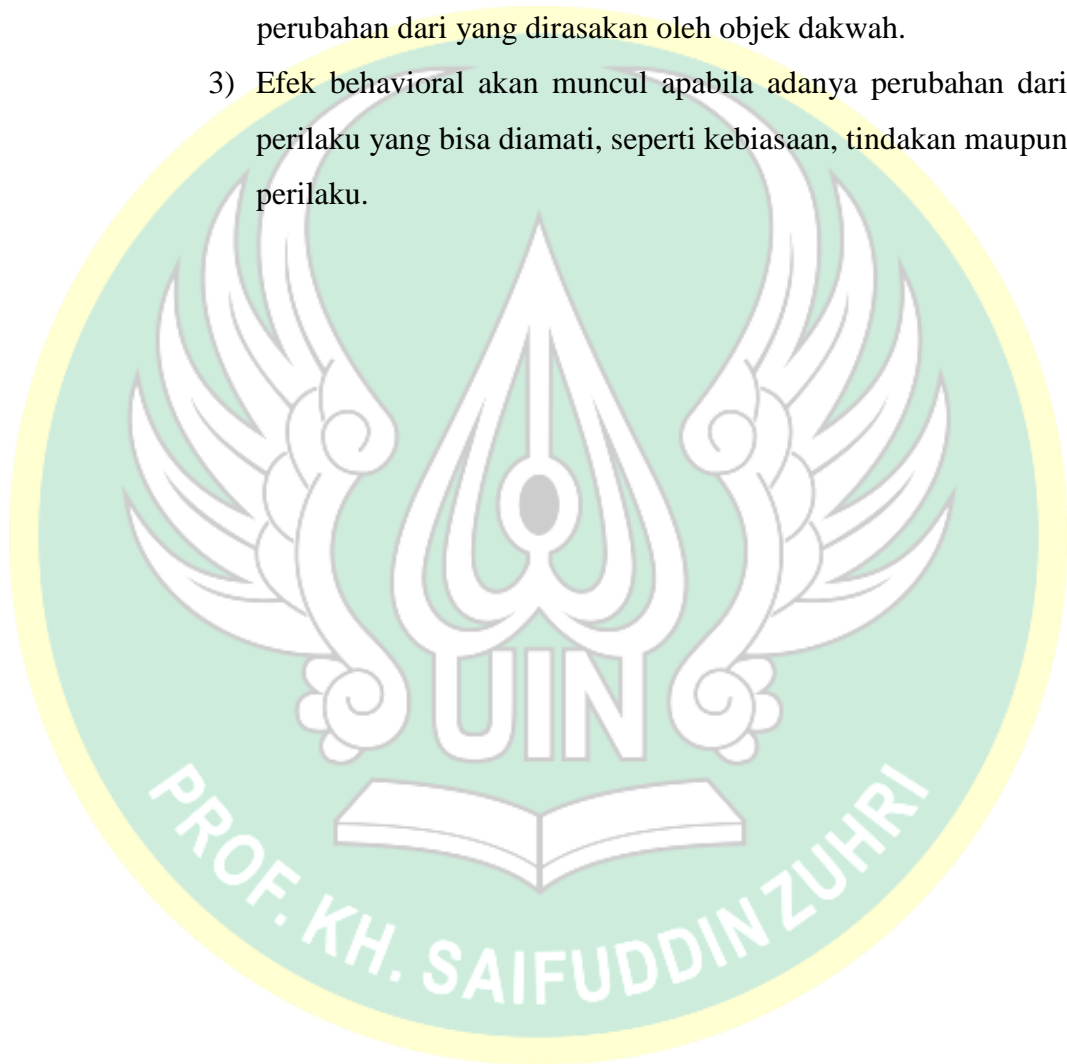 perubahan dari yang dirasakan oleh objek dakwah.
3) Efek behavioral akan muncul apabila adanya perubahan dari
perilaku yang bisa diamati, seperti kebiasaan, tindakan maupun
perilaku.
UIN
PROF. KH. SAIFUDDIN ZUHRI